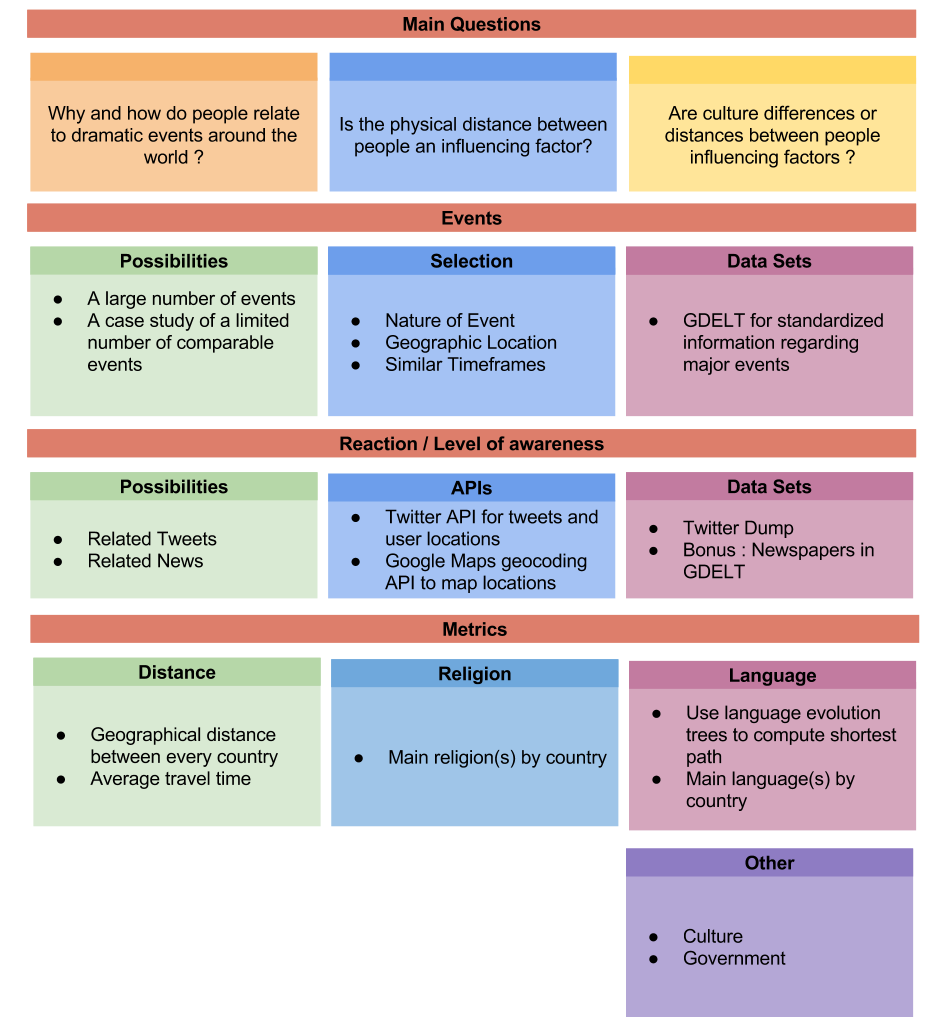 Main Questions
Why and how do people relate
to dramatic events around the
world ?
Is the physical distance between
people an influencing factor?
Are culture differences or
distances between people
influencing factors ?
Events
Possibilities
● A large number of events
● A case study of a limited
number of comparable
events
Selection
● Nature of Event
● Geographic Location
● Similar Timeframes
Data Sets
● GDELT for standardized
information regarding
major events
Reaction / Level of awareness
Possibilities
● Related Tweets
● Related News
APIs
● Twitter API for tweets and
user locations
● Google Maps geocoding
API to map locations
Data Sets
● Twitter Dump
● Bonus : Newspapers in
GDELT
Metrics
Distance
● Geographical distance
between every country
● Average travel time
Religion
● Main religion(s) by country
Language
● Use language evolution
trees to compute shortest
path
● Main language(s) by
country
Other
● Culture
● Government